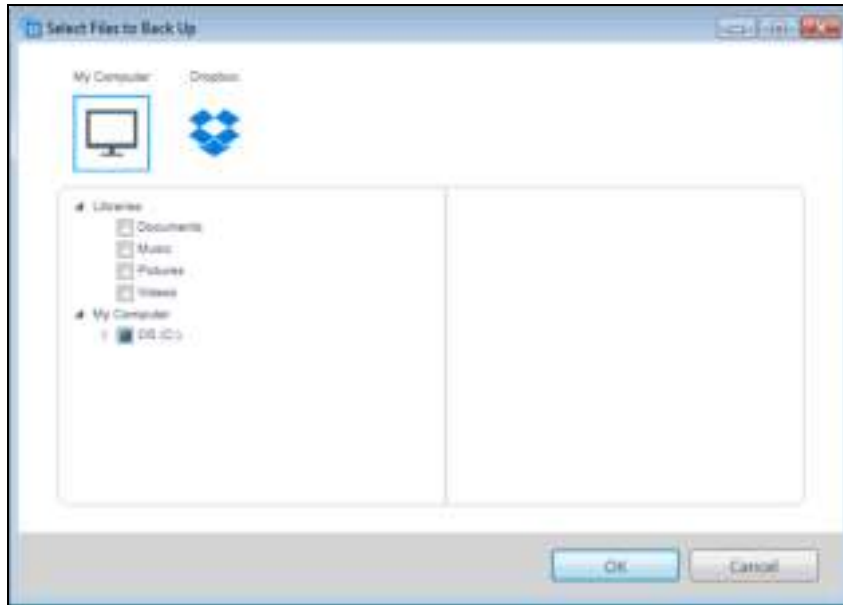 Select Files to Back Up
My Computer Dropbox
Libraries
Documents
Music
Pictures
Videos
My Computer
OS (C:)
OK Cancel